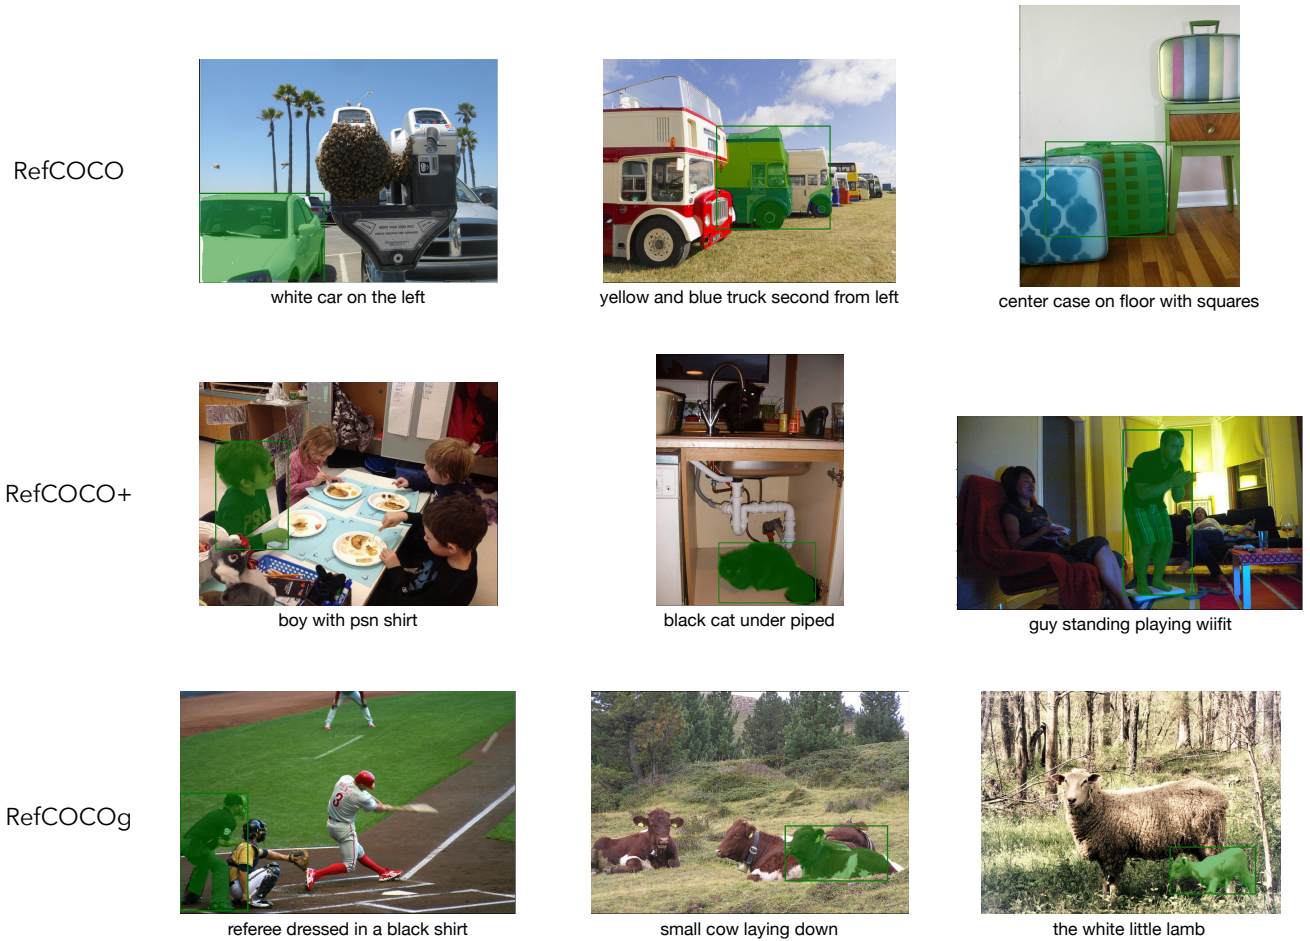 RefCOCO
white car on the left
yellow and blue truck second from left
center case on floor with squares
RefCOCO+
PSN
boy with psn shirt
black cat under piped
guy standing playing wiifit
RefCOCOg
3
referee dressed in a black shirt
small cow laying down
the white little lamb